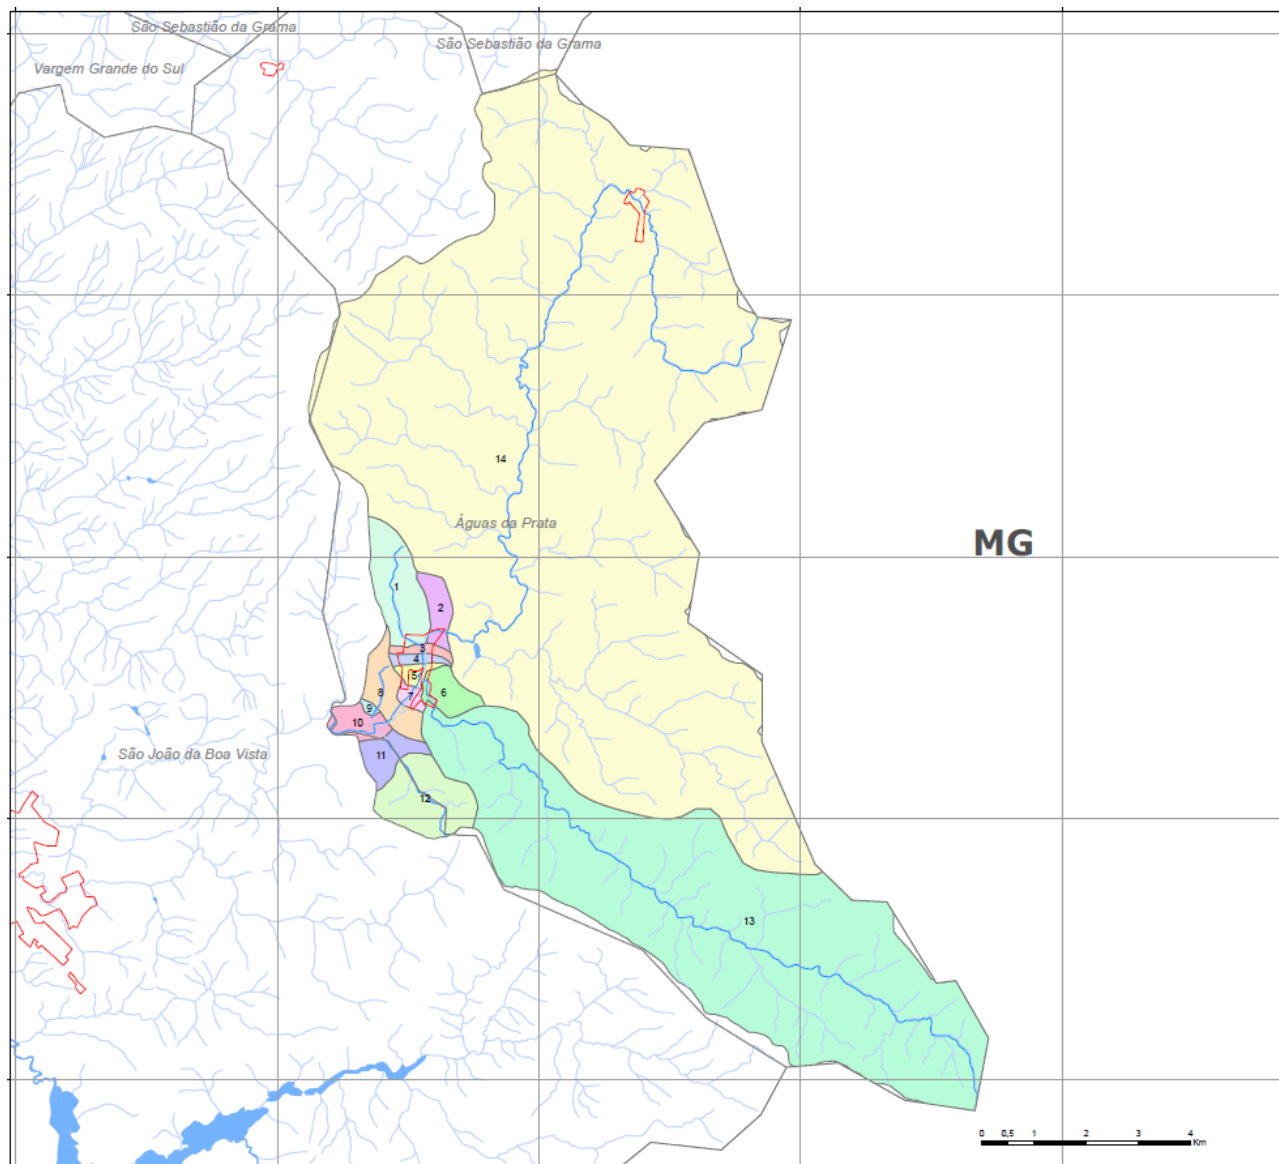 São Sebastião da Grama
São Sebastião da Grama
Vargem Grande do Sul
14
Águas da Prata
MG
1
2
3
4
5
6
7
8
9
10
11
São João da Boa Vista
12
13
0 0,5 1 2 3 4
Km